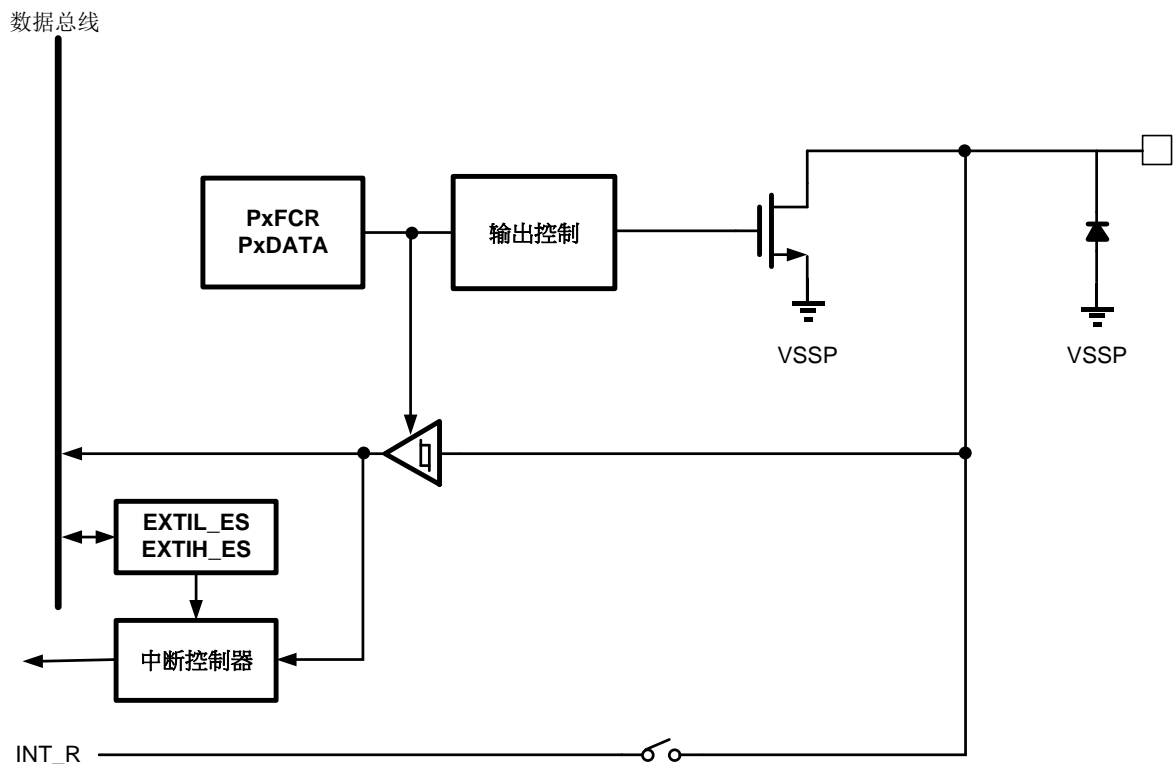 数据总线
PxFCR
PxDATA
输出控制
VSSP
VSSP
EXTIL_ES
EXTIH_ES
中断控制器
INT_R